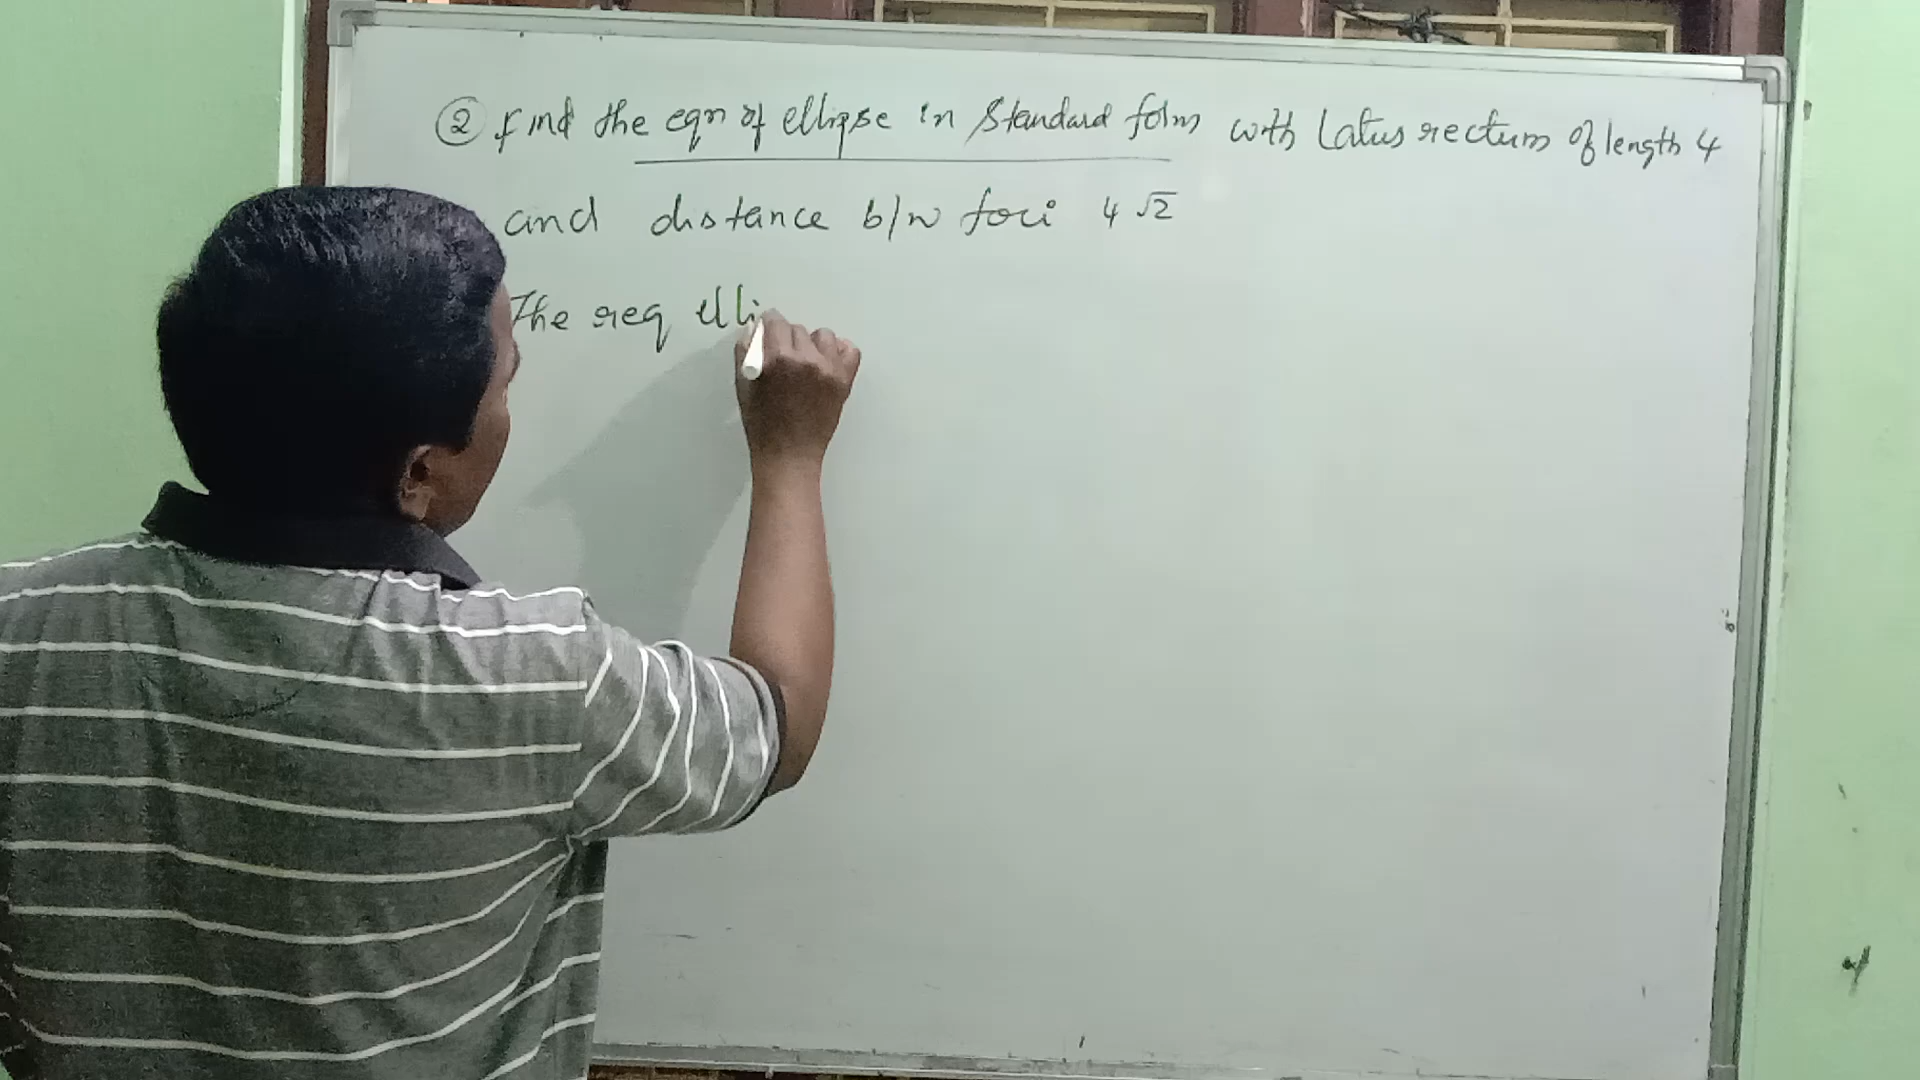 ② Find the eqn of ellipse in standard form with Latus rectum of length 4
and distance b/w foci 4√2
The req elli